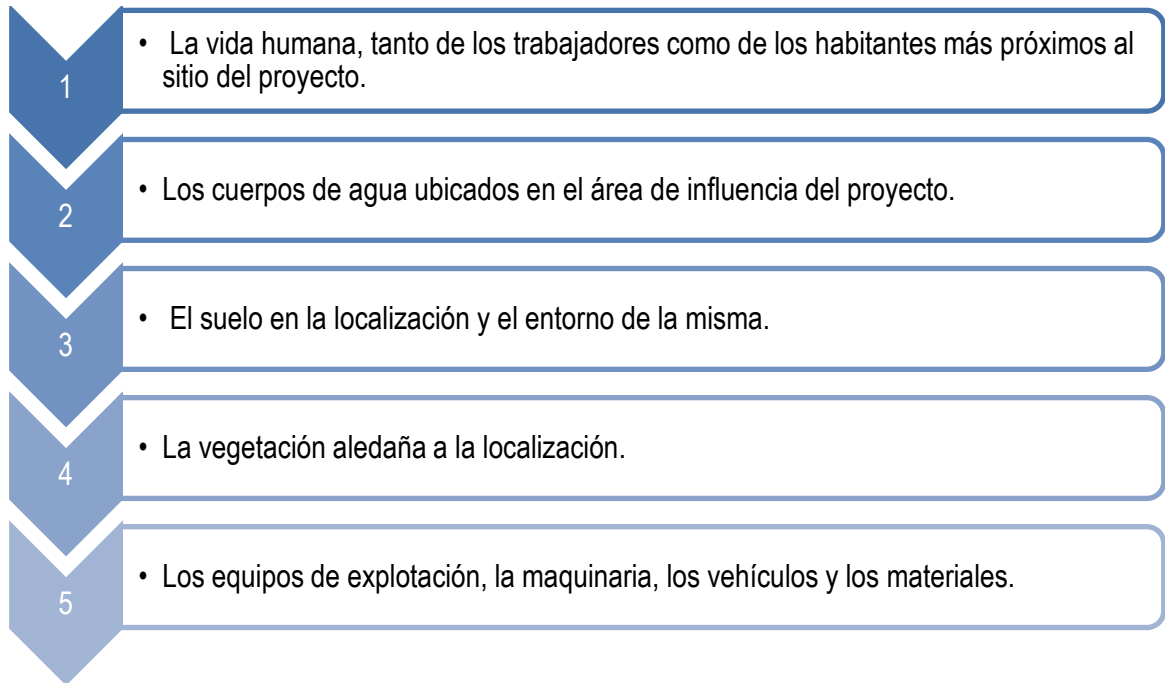 1
• La vida humana, tanto de los trabajadores como de los habitantes más próximos al
sitio del proyecto.
2
• Los cuerpos de agua ubicados en el área de influencia del proyecto.
3
• El suelo en la localización y el entorno de la misma.
4
• La vegetación aledaña a la localización.
5
• Los equipos de explotación, la maquinaria, los vehículos y los materiales.